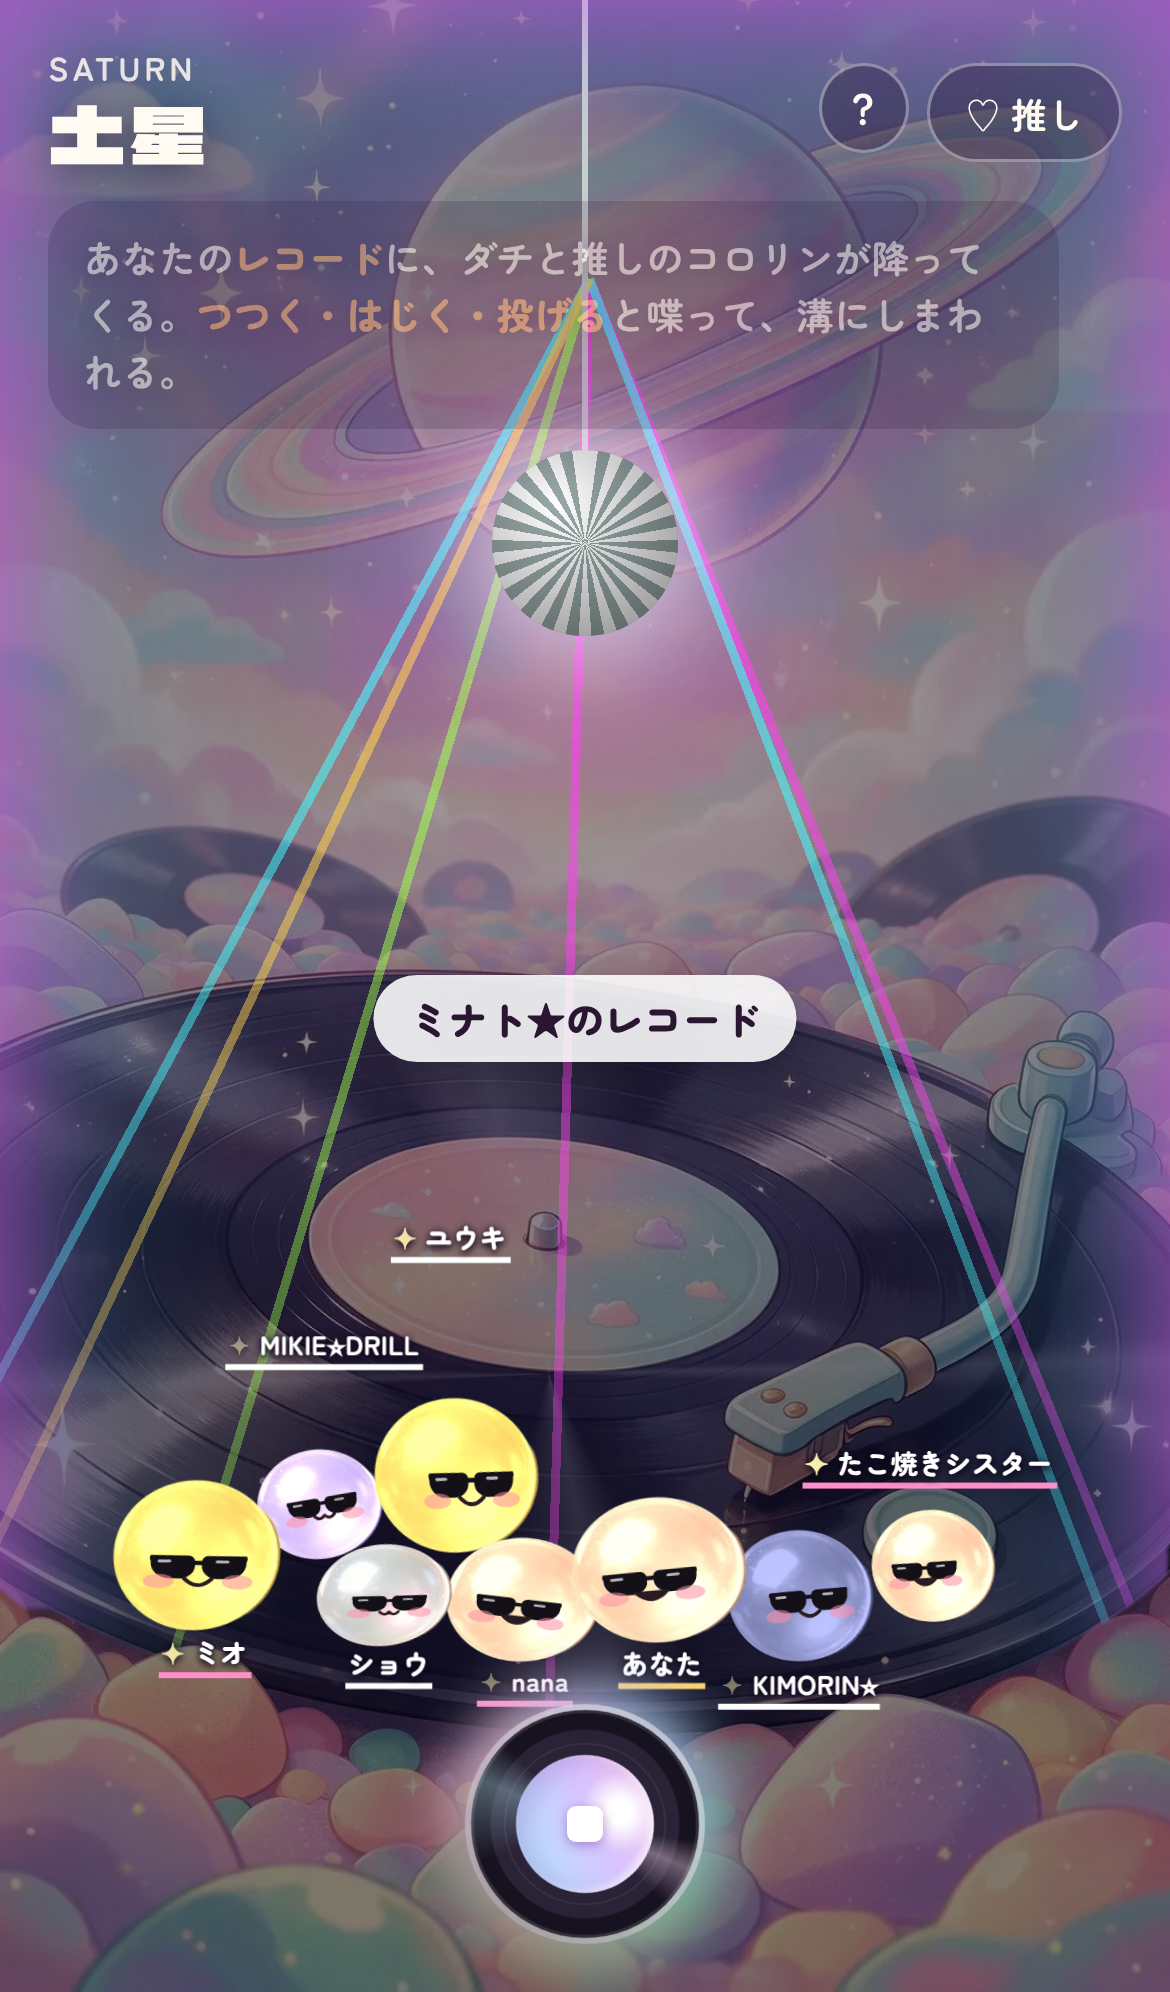 SATURN
土星
?
♡ 推し
あなたのレコードに、ダチと推しのコロリンが降って
くる。つつく・はじく・投げると喋って、溝にしまわ
れる。
ミナト★のレコード
ユウキ
MIKIE★DRILL
たこ焼きシスター
ミオ
ショウ
あなた
nana
KIMORIN★